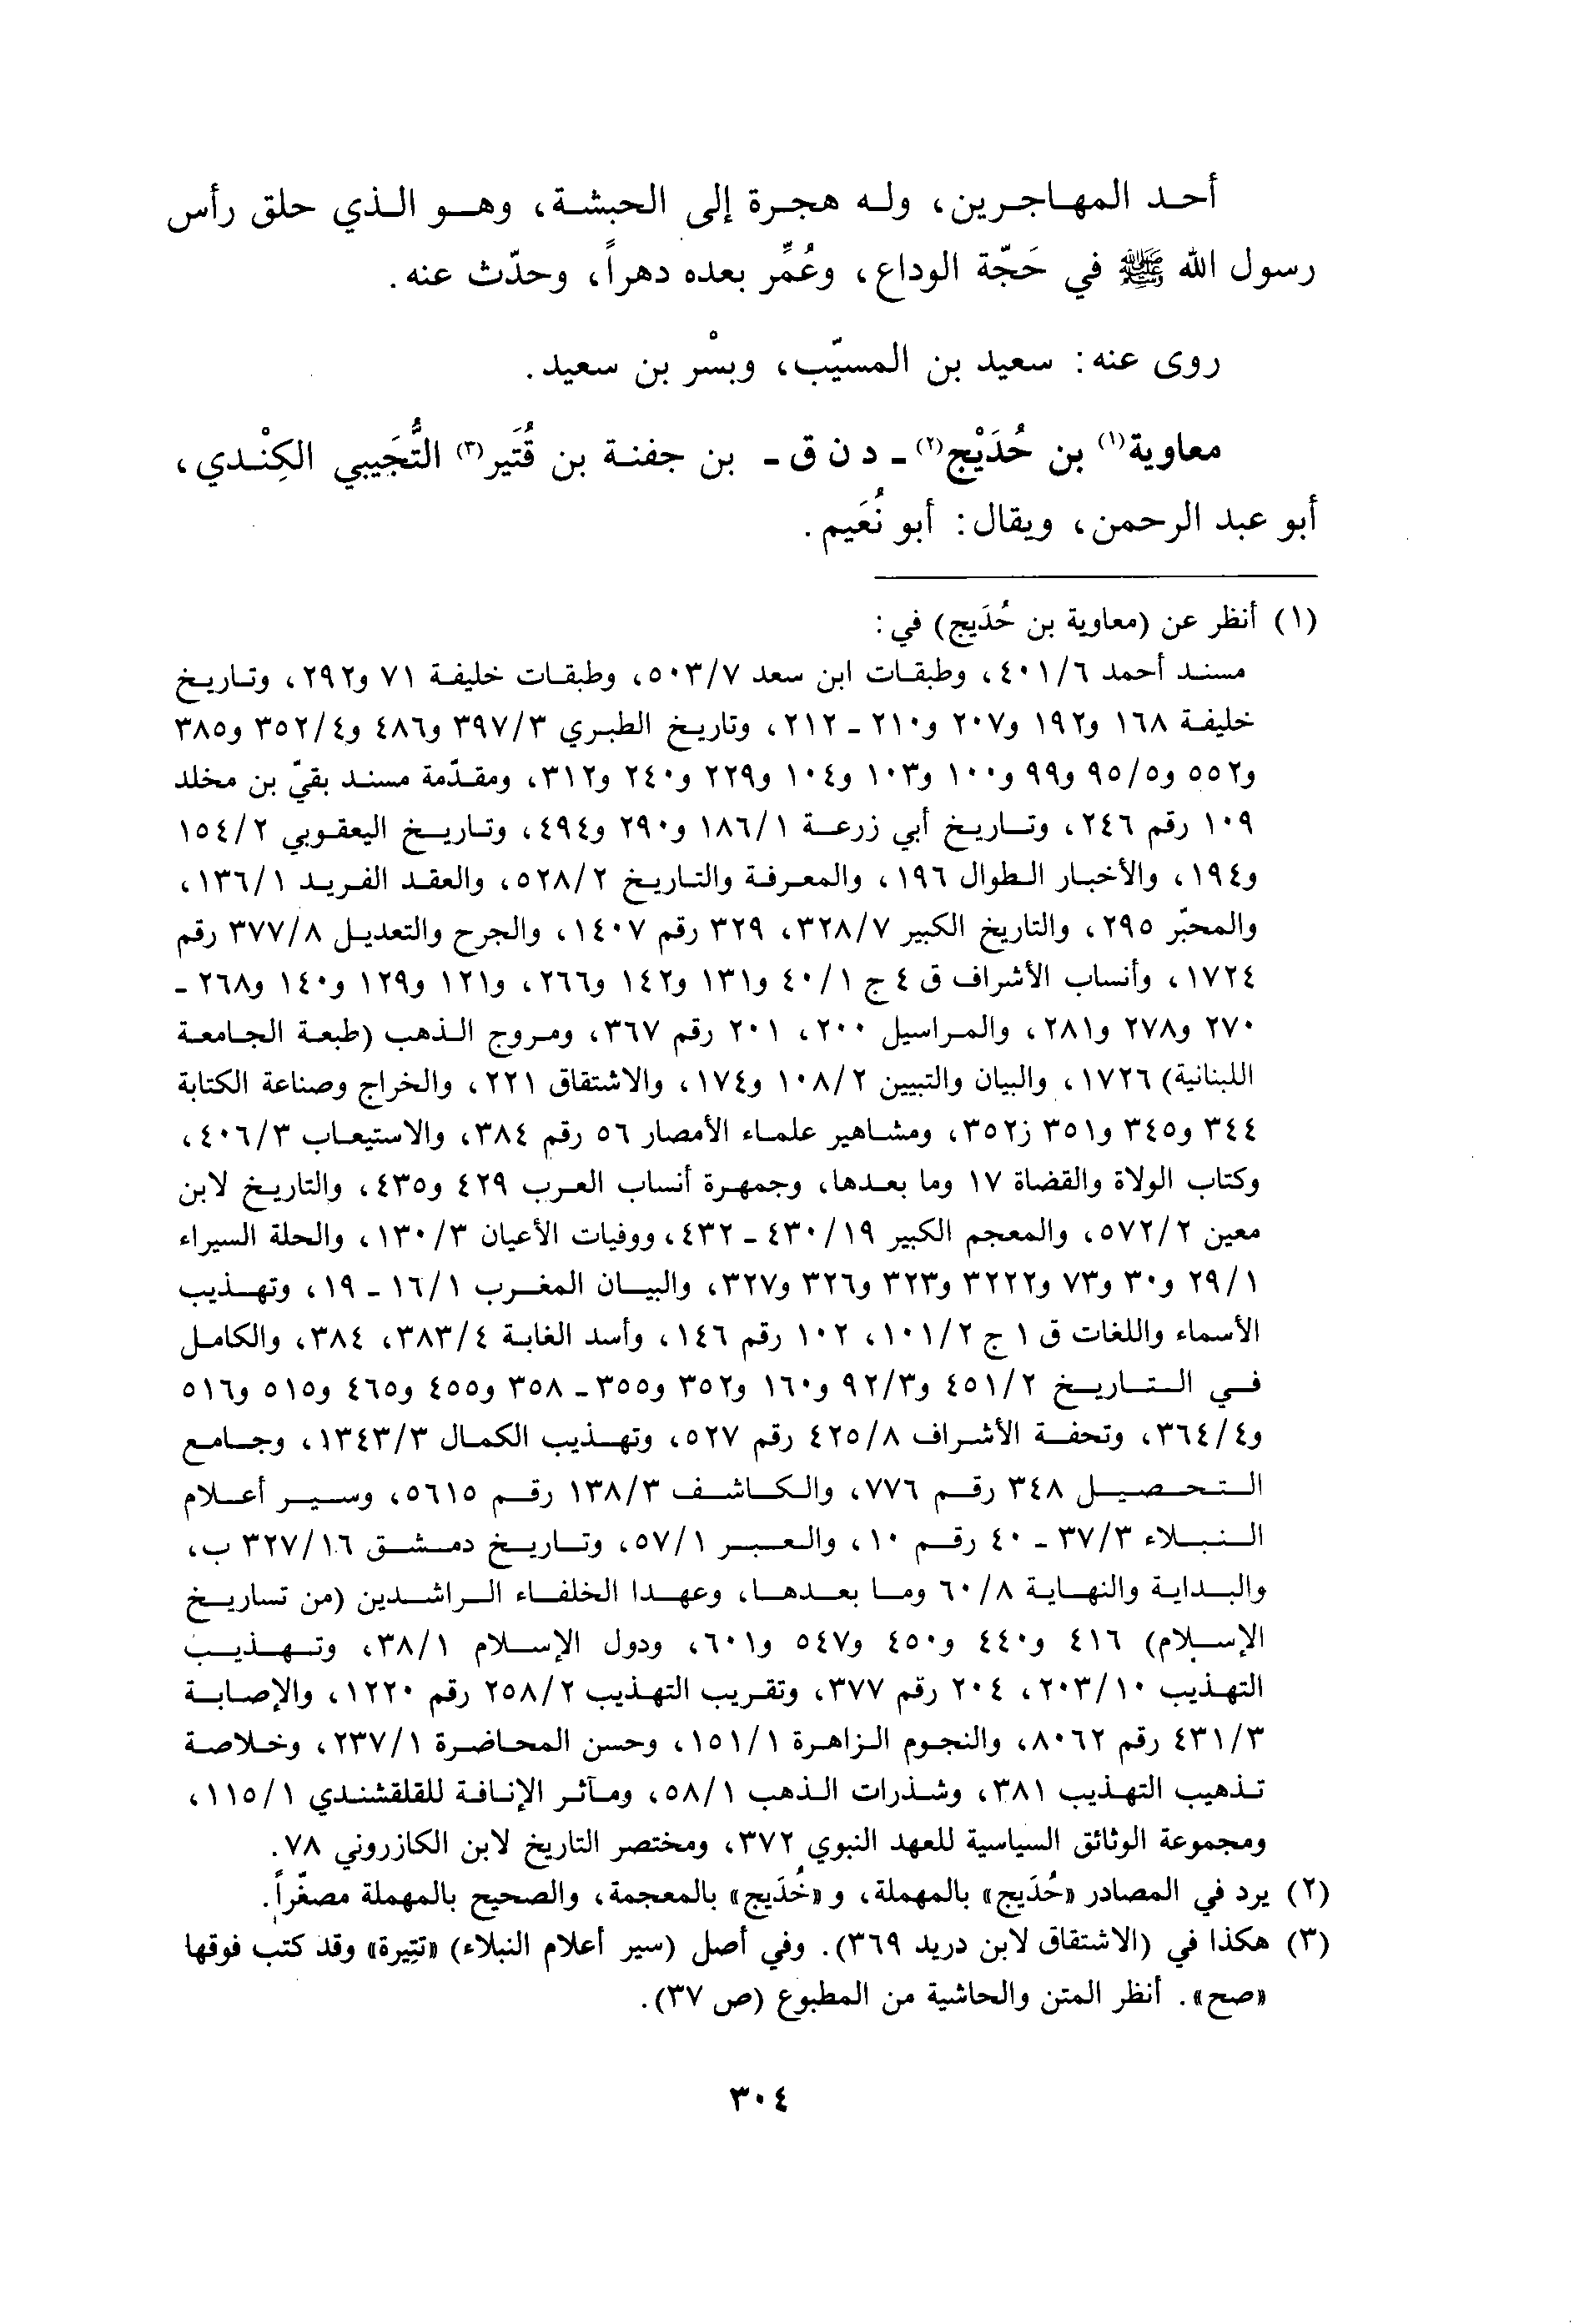 أحد المهاجرين، وله هجرة إلى الحبشة، وهو الذي حلق رأس
رسول الله ﷺ في حَجّة الوداع، وعُمِّر بعده دهراً، وحدّث عنه.
روى عنه: سعيد بن المسيّب، وبسْر بن سعيد.
معاوية(١) بن حُدَيْج(٢) ـ د ن ق ـ بن جفنة بن قُتَير(٣) التُّجَيبي الكِنْدي،
أبو عبد الرحمن، ويقال: أبو نُعَيم.
(١) أنظر عن (معاوية بن حُدَيج) في:
مسند أحمد ٤٠١/٦، وطبقات ابن سعد ٥٠٣/٧، وطبقات خليفة ٧١ و٢٩٢، وتاريخ
خليفة ١٦٨ و١٩٢ و٢٠٧ و٢١٠ ـ ٢١٢، وتاريخ الطبري ٣٩٧/٣ و٤٨٦ و٣٥٢/٤ و٣٨٥
و٥٥٢ و٩٥/٥ و٩٩ و١٠٠ و١٠٣ و١٠٤ و٢٢٩ و٢٤٠ و٣١٢، ومقدّمة مسند بقيّ بن مخلد
١٠٩ رقم ٢٤٦، وتاريخ أبي زرعة ١٨٦/١ و٢٩٠ و٤٩٤، وتاريخ اليعقوبي ١٥٤/٢
و١٩٤، والأخبار الطوال ١٩٦، والمعرفة والتاريخ ٥٢٨/٢، والعقد الفريد ١٣٦/١،
والمحبّر ٢٩٥، والتاريخ الكبير ٣٢٨/٧، ٣٢٩ رقم ١٤٠٧، والجرح والتعديل ٣٧٧/٨ رقم
١٧٢٤، وأنساب الأشراف ق ٤ ج ٤٠/١ و١٣١ و١٤٢ و٢٦٦، و١٢١ و١٢٩ و١٤٠ و٢٦٨ ـ
٢٧٠ و٢٧٨ و٢٨١، والمراسيل ٢٠٠، ٢٠١ رقم ٣٦٧، ومروج الذهب (طبعة الجامعة
اللبنانية) ١٧٢٦، والبيان والتبيين ١٠٨/٢ و١٧٤، والاشتقاق ٢٢١، والخراج وصناعة الكتابة
٣٤٤ و٣٤٥ و٣٥١ ز٣٥٢، ومشاهير علماء الأمصار ٥٦ رقم ٣٨٤، والاستيعاب ٤٠٦/٣،
وكتاب الولاة والقضاة ١٧ وما بعدها، وجمهرة أنساب العرب ٤٢٩ و٤٣٥، والتاريخ لابن
معين ٥٧٢/٢، والمعجم الكبير ٤٣٠/١٩ ـ ٤٣٢، ووفيات الأعيان ١٣٠/٣، والحلة السيراء
٢٩/١ و٣٠ و٧٣ و٣٢٢٢ و٣٢٣ و٣٢٦ و٣٢٧، والبيان المغرب ١٦/١ ـ ١٩، وتهذيب
الأسماء واللغات ق ١ ج ١٠١/٢، ١٠٢ رقم ١٤٦، وأسد الغابة ٣٨٣/٤، ٣٨٤، والكامل
في التاريخ ٤٥١/٢ و٩٢/٣ و١٦٠ و٣٥٢ و٣٥٥ ـ ٣٥٨ و٤٥٥ و٤٦٥ و٥١٥ و٥١٦
و٣٦٤/٤، وتحفة الأشراف ٤٢٥/٨ رقم ٥٢٧، وتهذيب الكمال ١٣٤٣/٣، وجامع
التحصيل ٣٤٨ رقم ٧٧٦، والكاشف ١٣٨/٣ رقم ٥٦١٥، وسير أعلام
النبلاء ٣٧/٣ ـ ٤٠ رقم ١٠، والعبر ٥٧/١، وتاريخ دمشق ٣٢٧/١٦ ب،
والبداية والنهاية ٦٠/٨ وما بعدها، وعهدا الخلفاء الراشدين (من تساريخ
الإسلام) ٤١٦ و٤٤٠ و٤٥٠ و٥٤٧ و٦٠١، ودول الإسلام ٣٨/١، وتهذيب
التهذيب ٢٠٣/١٠، ٢٠٤ رقم ٣٧٧، وتقريب التهذيب ٢٥٨/٢ رقم ١٢٢٠، والإصابة
٤٣١/٣ رقم ٨٠٦٢، والنجوم الزاهرة ١٥١/١، وحسن المحاضرة ٢٣٧/١، وخلاصة
تذهيب التهذيب ٣٨١، وشذرات الذهب ٥٨/١، ومآثر الإنافة للقلقشندي ١١٥/١،
ومجموعة الوثائق السياسية للعهد النبوي ٣٧٢، ومختصر التاريخ لابن الكازروني ٧٨.
(٢) يرد في المصادر «حُدَيج» بالمهملة، و «خُدَيج» بالمعجمة، والصحيح بالمهملة مصغّراً.
(٣) هكذا في (الاشتقاق لابن دريد ٣٦٩). وفي أصل (سير أعلام النبلاء) «تتِيرة» وقد كتب فوقها
«صح». أنظر المتن والحاشية من المطبوع (ص ٣٧).
٣٠٤